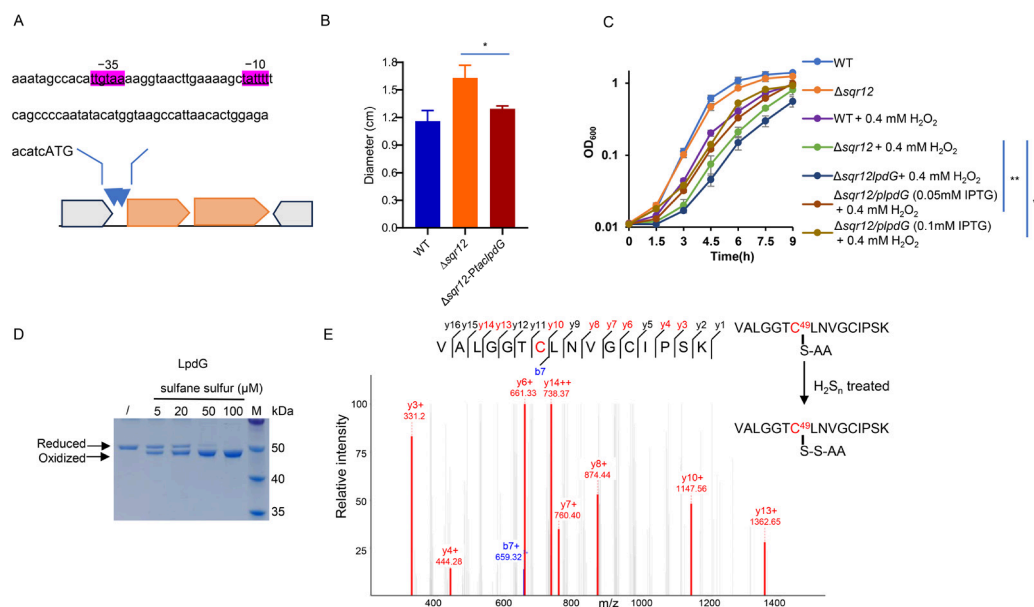 A
−35
−10
aaatagccacattgtaaaaggtaacttgaaaagctatttttt
cagccccaatatacatggtaagccattaacactggaga
acatcATG
B
*
Diameter (cm)
1.8
1.5
1.2
0.9
0.6
0.3
0.0
WT
Δsqr12
Δsqr12-PtaclpdG
C
OD600
1
0.1
0.01
0
1.5
3
4.5
6
7.5
9
Time(h)
WT
Δsqr12
WT + 0.4 mM H2O2
Δsqr12 + 0.4 mM H2O2
Δsqr12lpdG+ 0.4 mM H2O2
Δsqr12/plpdG (0.05mM IPTG)
+ 0.4 mM H2O2
Δsqr12/plpdG (0.1mM IPTG)
+ 0.4 mM H2O2
**
D
LpdG
sulfane sulfur (μM)
/ 5 20 50 100 M kDa
Reduced
Oxidized
50
40
35
E
y16 y15 y14 y13 y12 y11 y10 y9 y8 y7 y6 y5 y4 y3 y2 y1
V A L G G T C L N V G C I P S K
b7
Relative intensity
100
75
50
25
y3+
331.2
y4+
444.28
y6+
661.33
b7+
659.32
y14++
738.37
y7+
760.40
y8+
874.44
y10+
1147.56
y13+
1362.65
400
600
800
m/z
1000
1200
1400
VALGGTC49LNVGCIPSK
S-AA
H2Sn
treated
VALGGTC49LNVGCIPSK
S-S-AA